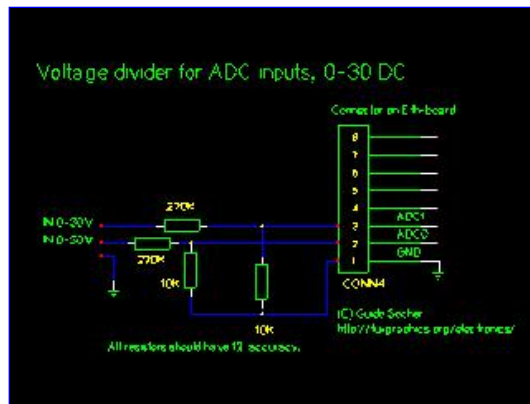 Voltage divider for ADC inputs, 0-30 DC
Connector on Eth-board
8
7
6
5
4
3 ADC1
2 ADC0
1 GND
CONN4
270K
IN 0-30V
IN 0-30V
270K
10K
10K
(C) Guido Socher
http://tuxgraphics.org/electronics/
All resistors should have 1% accuracy.